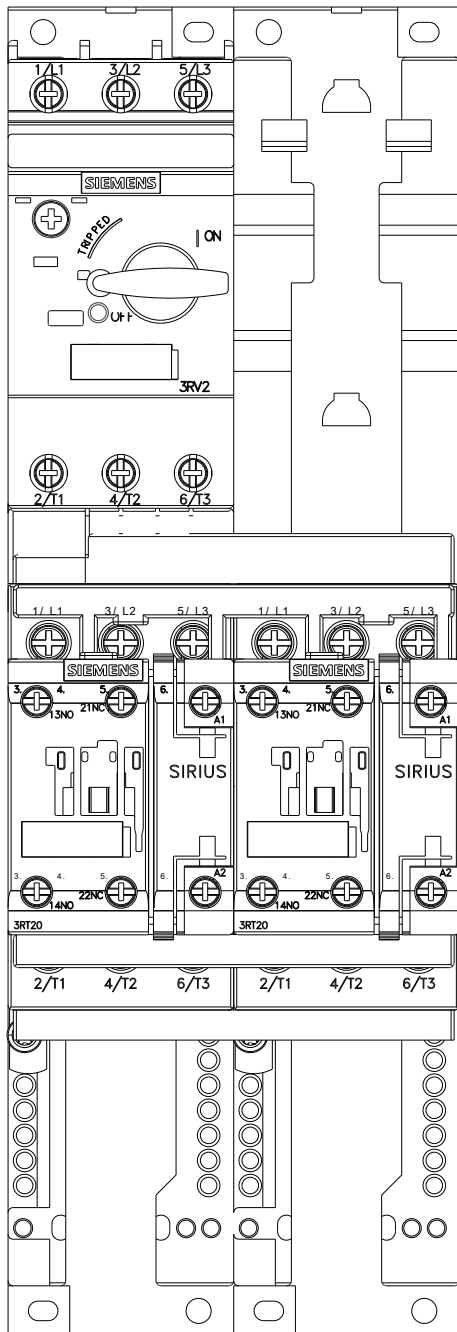 1/L1 3/L2 5/L3
SIEMENS
TRIPPED
ON
OFF
3RV2
2/T1 4/T2 6/T3
1/ L1 3/ L2 5/ L3 1/ L1 3/ L2 5/ L3
SIEMENS SIEMENS
3. 4. 5. 6. 3. 4. 5. 6.
13NO 21NC A1 13NO 21NC A1
SIRIUS SIRIUS
3. 4. 5. 6. A2 3. 4. 5. 6. A2
14NO 22NC 14NO 22NC
3RT20 3RT20
2/T1 4/T2 6/T3 2/T1 4/T2 6/T3